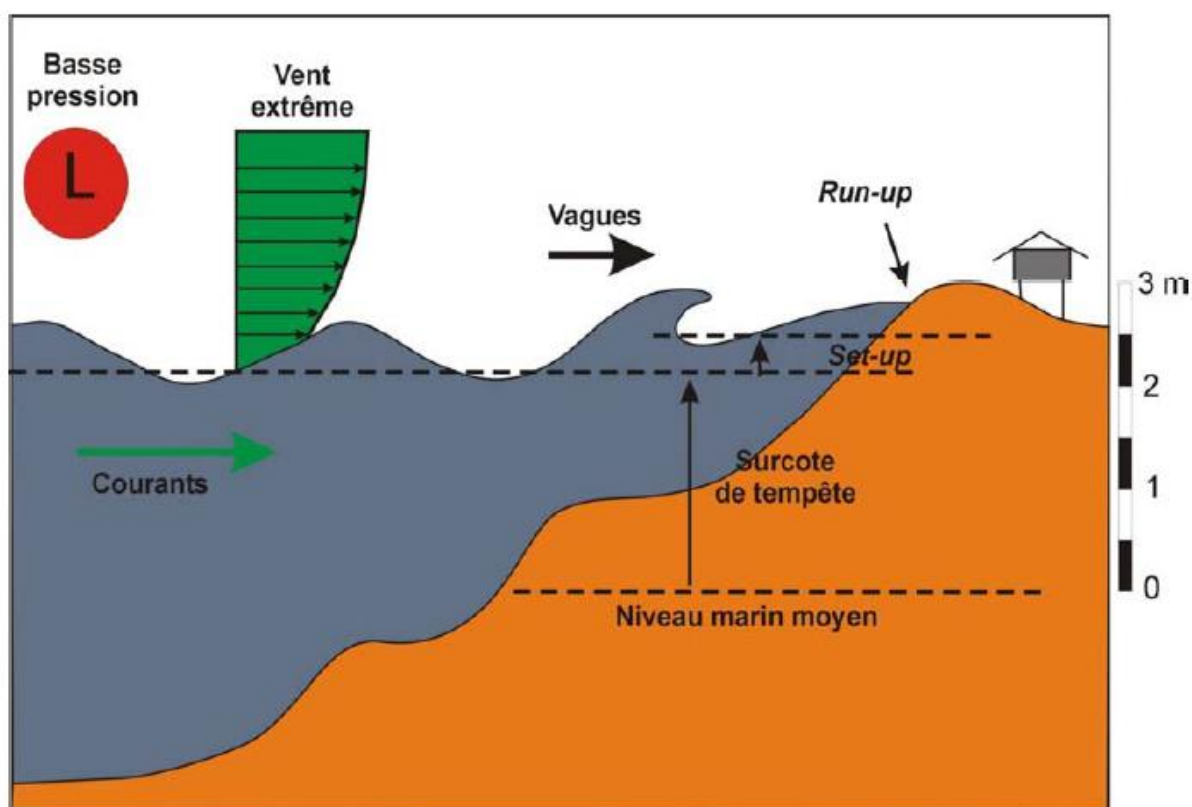 Basse
pression
L
Vent
extrême
Vagues
Run-up
Set-up
Courants
Surcote
de tempête
Niveau marin moyen
3 m
2
1
0